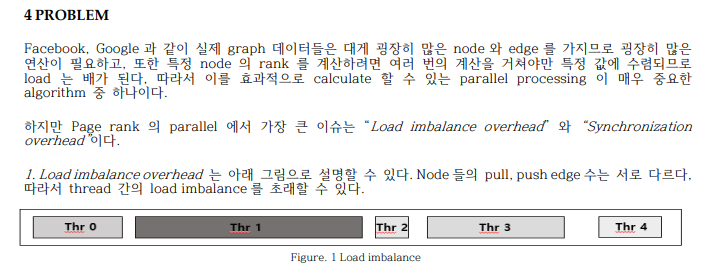 4 PROBLEM
Facebook, Google 과 같이 실제 graph 데이터들은 대게 굉장히 많은 node 와 edge 를 가지므로 굉장히 많은
연산이 필요하고, 또한 특정 node 의 rank 를 계산하려면 여러 번의 계산을 거쳐야만 특정 값에 수렴되므로
load 는 배가 된다, 따라서 이를 효과적으로 calculate 할 수 있는 parallel processing 이 매우 중요한
algorithm 중 하나이다.
하지만 Page rank 의 parallel 에서 가장 큰 이슈는 “Load imbalance overhead” 와 “Synchronization
overhead”이다.
1. Load imbalance overhead 는 아래 그림으로 설명할 수 있다. Node 들의 pull, push edge 수는 서로 다르다,
따라서 thread 간의 load imbalance 를 초래할 수 있다.
Thr 0 Thr 1 Thr 2 Thr 3 Thr 4
Figure. 1 Load imbalance